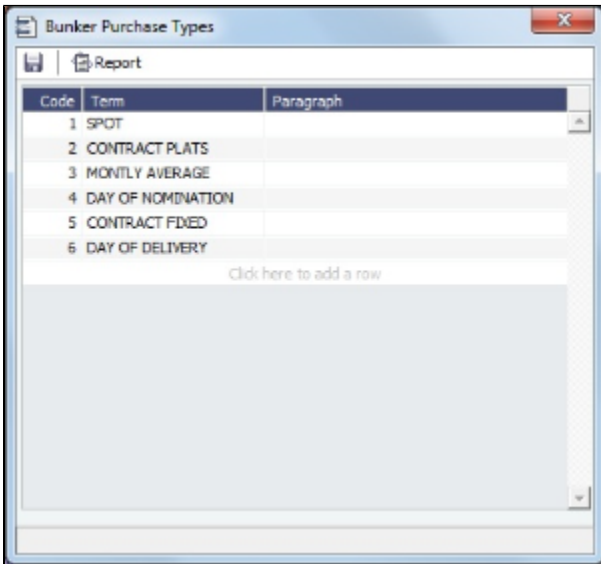 Bunker Purchase Types
Report
Code Term Paragraph
1 SPOT
2 CONTRACT PLATS
3 MONTLY AVERAGE
4 DAY OF NOMINATION
5 CONTRACT FIXED
6 DAY OF DELIVERY
Click here to add a row